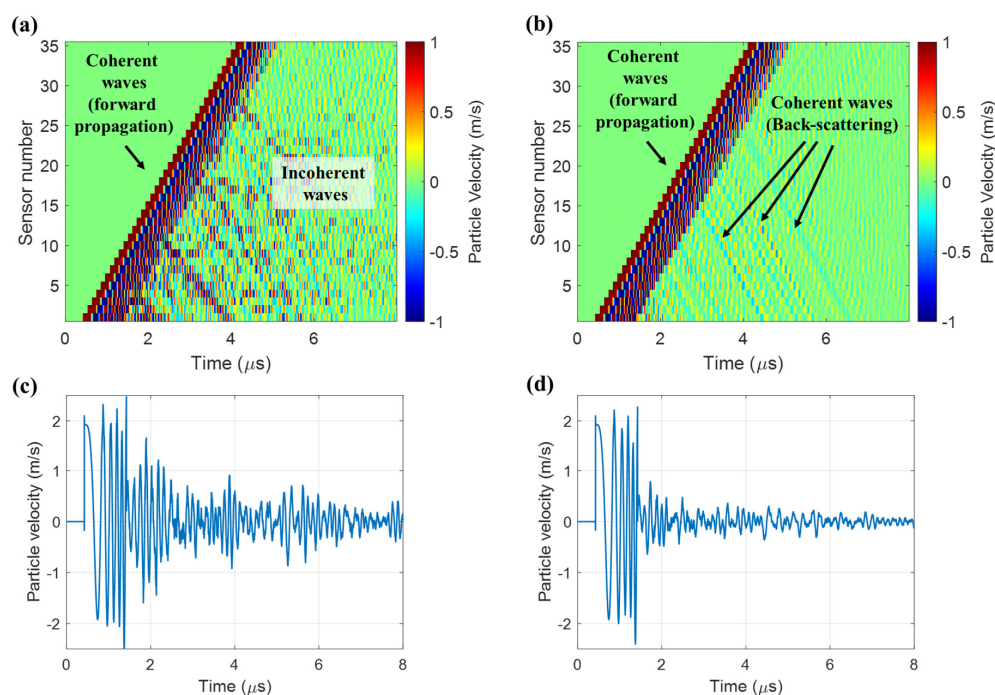 (a)
35
30
25
20
15
10
5
Sensor number
Coherent
waves
(forward
propagation)
Incoherent
waves
0
2
4
6
Time (μs)
1
0.5
0
-0.5
-1
Particle Velocity (m/s)
(b)
35
30
25
20
15
10
5
Sensor number
Coherent
waves
(forward
propagation)
Coherent waves
(Back-scattering)
0
1
2
3
4
5
6
7
Time (μs)
1
0.5
0
-0.5
-1
Particle Velocity (m/s)
(c)
2
1
0
-1
-2
Particle velocity (m/s)
0
2
4
6
8
Time (μs)
(d)
2
1
0
-1
-2
Particle velocity (m/s)
0
2
4
6
8
Time (μs)